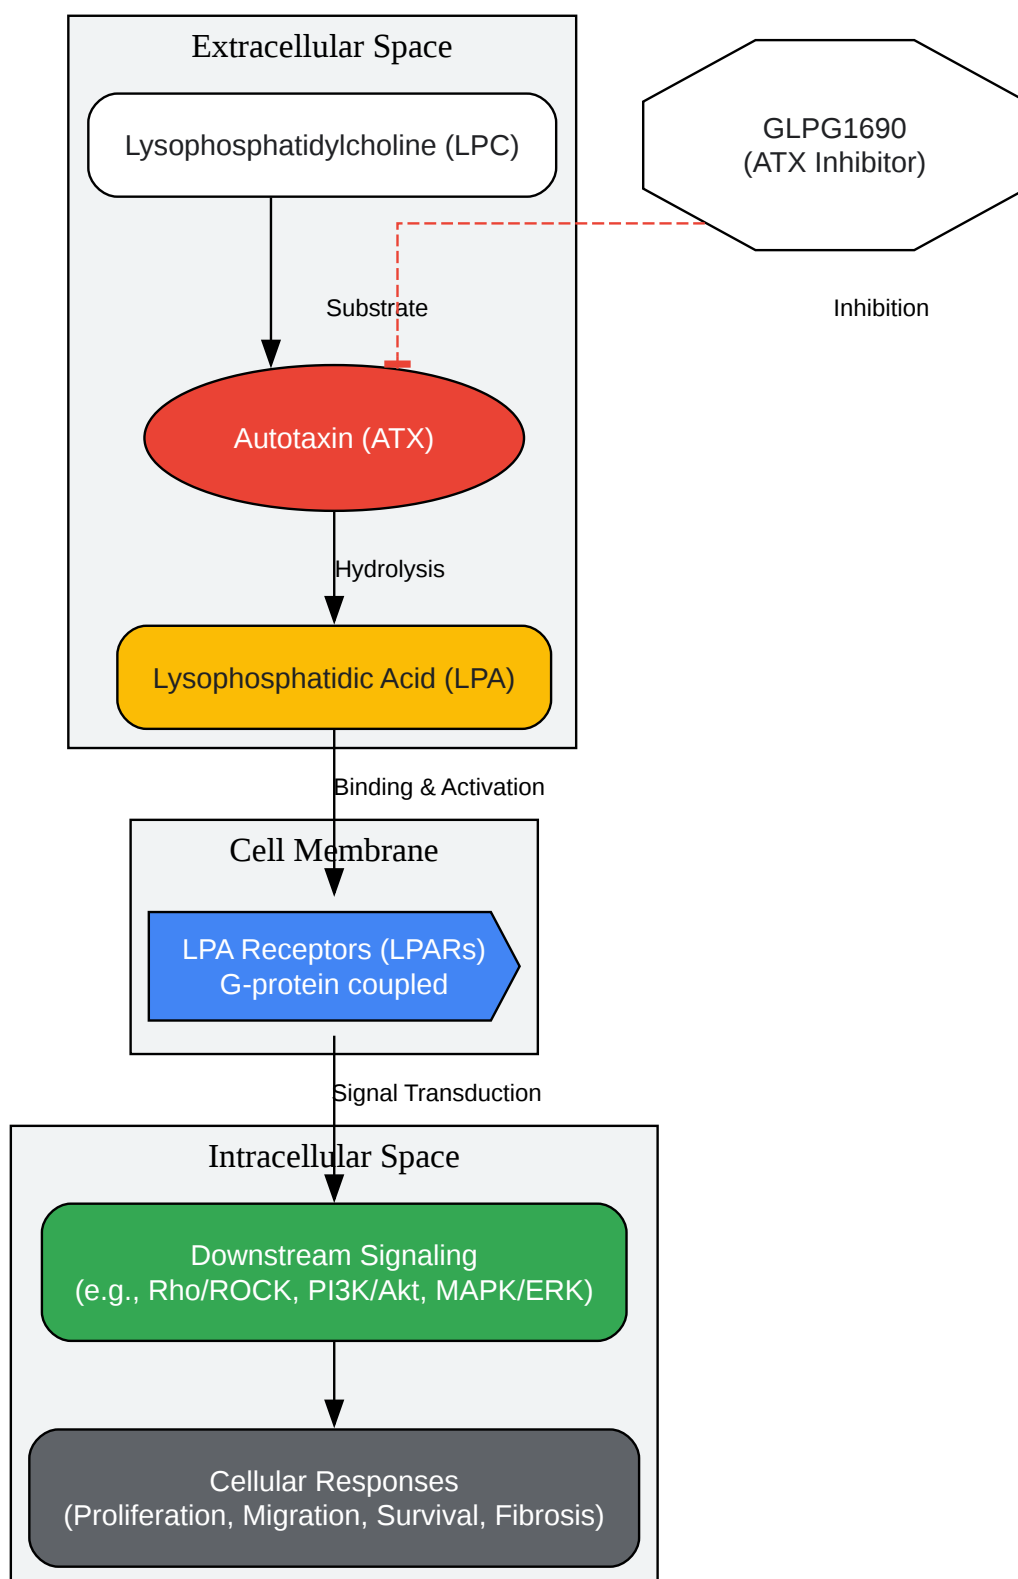 Extracellular Space
Lysophosphatidylcholine (LPC)
GLPG1690
(ATX Inhibitor)
Substrate
Inhibition
Autotaxin (ATX)
Hydrolysis
Lysophosphatidic Acid (LPA)
Binding & Activation
Cell Membrane
LPA Receptors (LPARs)
G-protein coupled
Signal Transduction
Intracellular Space
Downstream Signaling
(e.g., Rho/ROCK, PI3K/Akt, MAPK/ERK)
Cellular Responses
(Proliferation, Migration, Survival, Fibrosis)